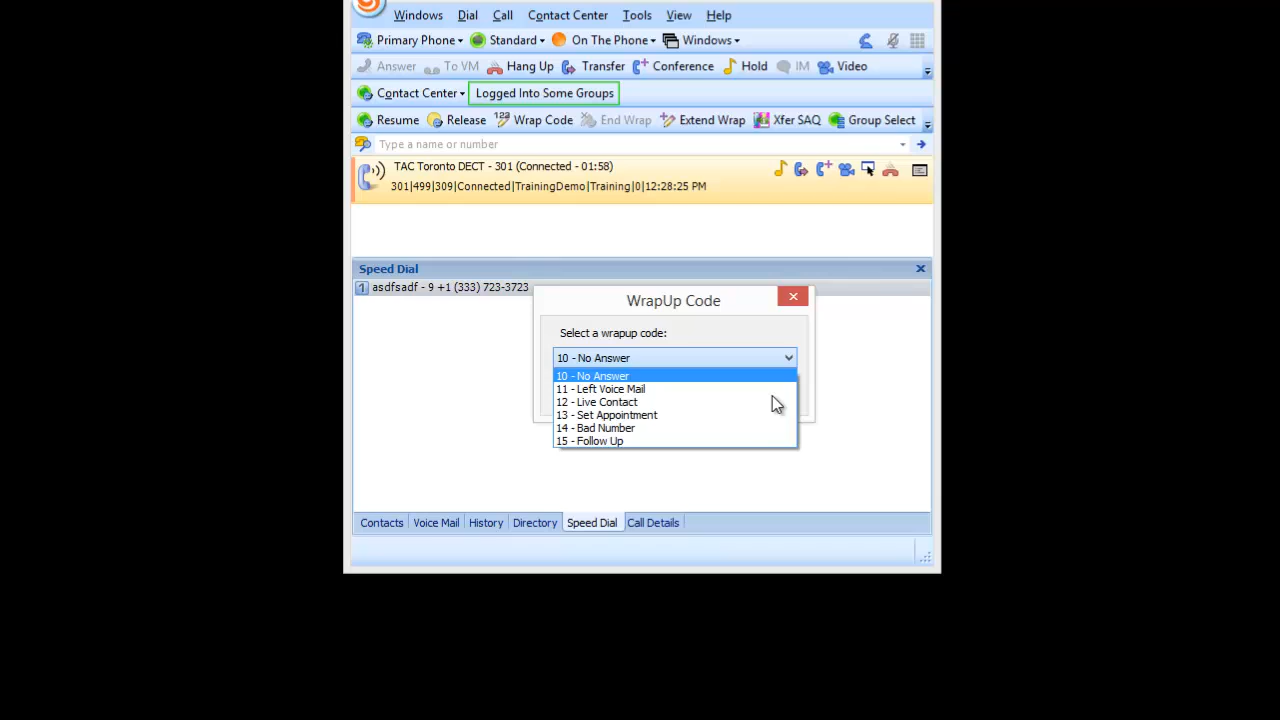 Windows Dial Call Contact Center Tools View Help
Primary Phone Standard On The Phone Windows
Answer To VM Hang Up Transfer Conference Hold IM Video
Contact Center Logged Into Some Groups
Resume Release 123 Wrap Code End Wrap Extend Wrap Xfer SAQ Group Select
Type a name or number
TAC Toronto DECT - 301 (Connected - 01:58)
301|499|309|Connected|TrainingDemo|Training|0|12:28:25 PM
Speed Dial
1 asdfsadf - 9 +1 (333) 723-3723
WrapUp Code
Select a wrapup code:
10 - No Answer
10 - No Answer
11 - Left Voice Mail
12 - Live Contact
13 - Set Appointment
14 - Bad Number
15 - Follow Up
Contacts Voice Mail History Directory Speed Dial Call Details